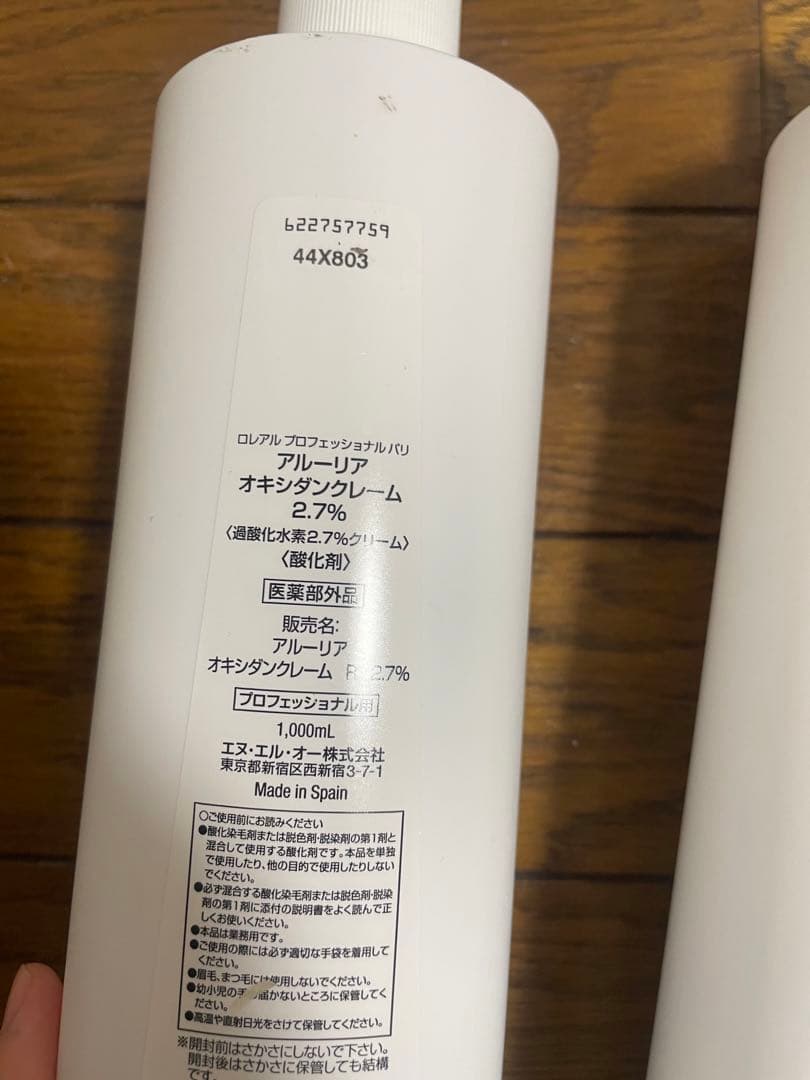 622757759
44X803
ロレアル プロフェッショナル パリ
アルーリア
オキシダンクレーム
2.7%
〈過酸化水素2.7%クリーム〉
〈酸化剤〉
医薬部外品
販売名:
アルーリア
オキシダンクレーム 2.7%
プロフェッショナル用
1,000mL
エヌ・エル・オー株式会社
東京都新宿区西新宿3-7-1
Made in Spain
○ご使用前にお読みください
●酸化染毛剤または脱色剤・脱染剤の第1剤と
混合して使用する酸化剤です。本品を単独
で使用したり、他の目的で使用したりしない
でください。
●必ず混合する酸化染毛剤または脱色剤・脱染
剤の第1剤に添付の説明書をよく読んで正
しくお使いください。
●本品は業務用です。
●ご使用の際には必ず適切な手袋を着用して
ください。
●眉毛、まつ毛には使用しないでください。
●幼小児の手の届かないところに保管してく
ださい。
●高温や直射日光をさけて保管してください。
※開封前はさかさにしないで下さい。
開封後はさかさに保管しても結構
です。